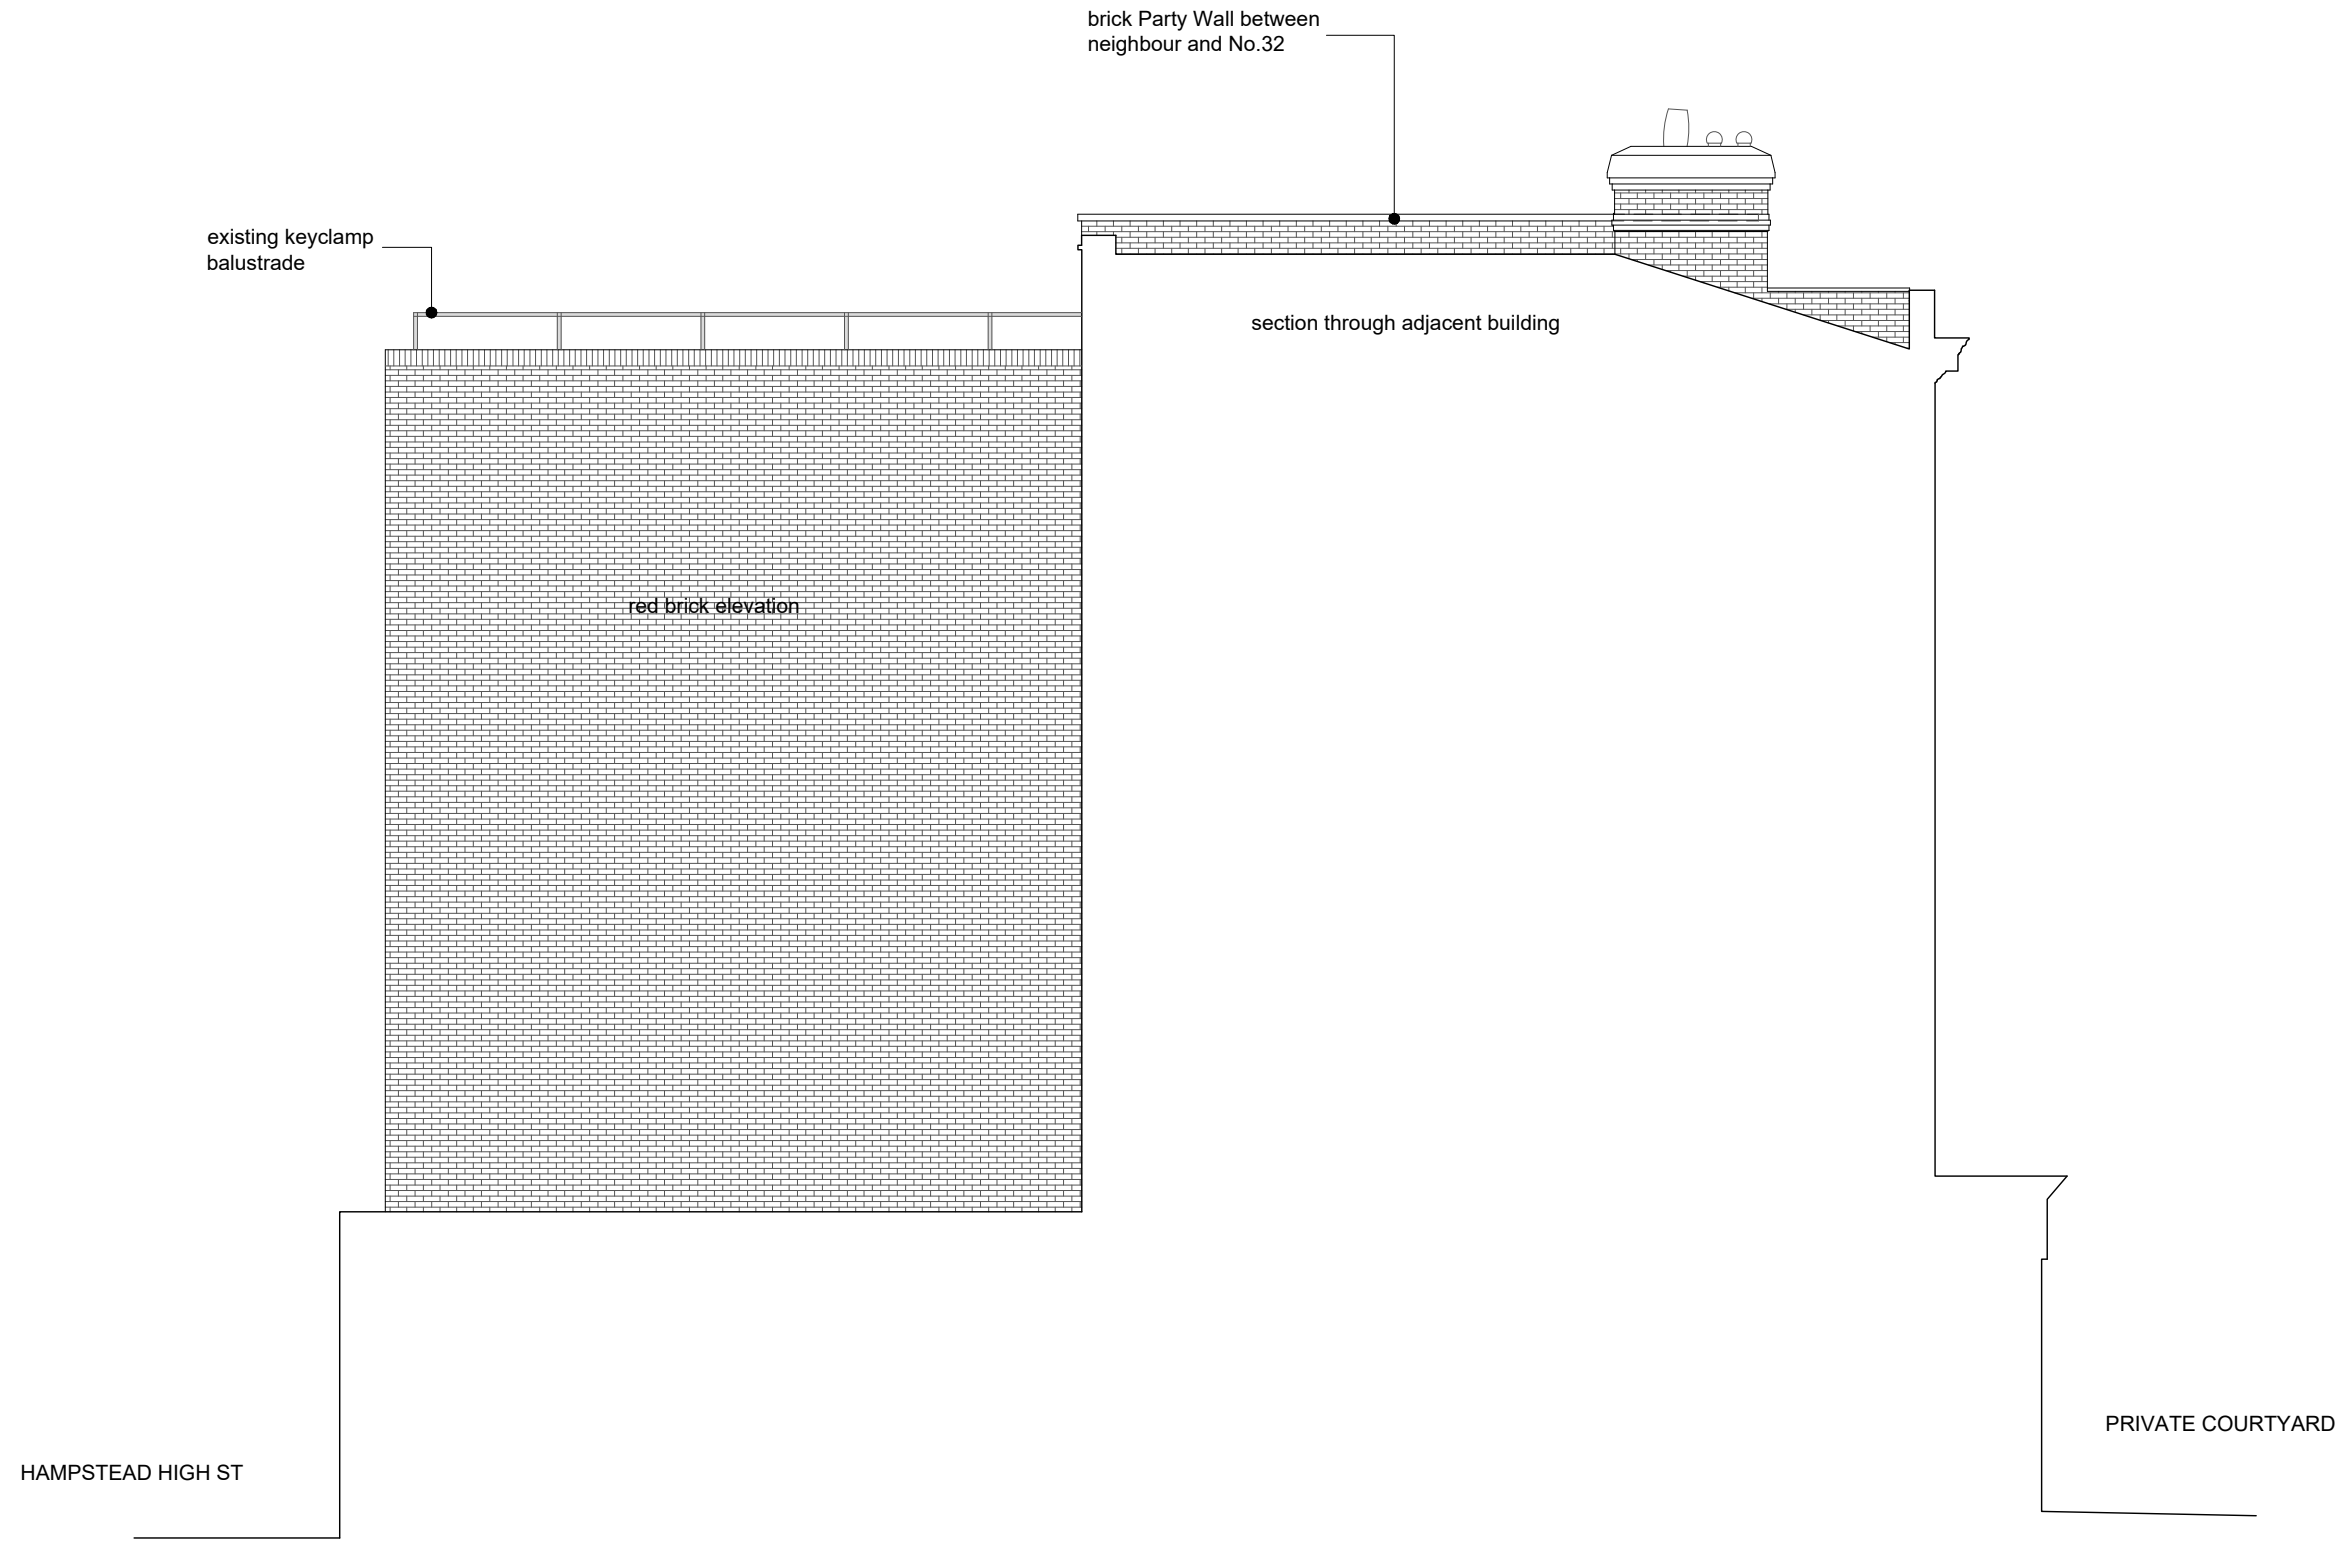 brick Party Wall between
neighbour and No.32
existing keyclamp
balustrade
section through adjacent building
red brick elevation
PRIVATE COURTYARD
HAMPSTEAD HIGH ST